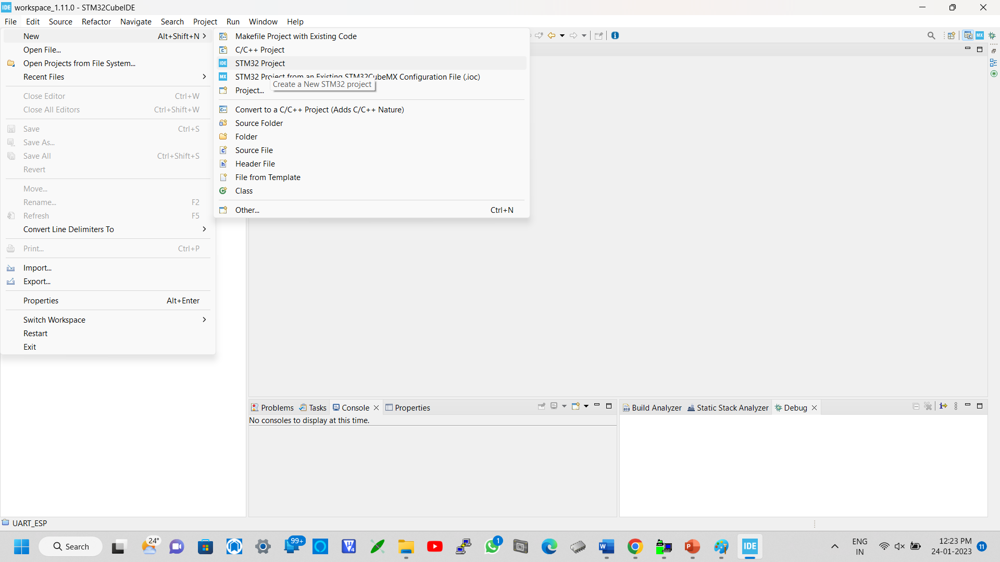 IDE workspace_1.11.0 - STM32CubeIDE
File Edit Source Refactor Navigate Search Project Run Window Help
New Alt+Shift+N
Open File...
Open Projects from File System...
Recent Files
Close Editor Ctrl+W
Close All Editors Ctrl+Shift+W
Save Ctrl+S
Save As...
Save All Ctrl+Shift+S
Revert
Move...
Rename... F2
Refresh F5
Convert Line Delimiters To
Print... Ctrl+P
Import...
Export...
Properties Alt+Enter
Switch Workspace
Restart
Exit
Makefile Project with Existing Code
C/C++ Project
IDE STM32 Project
MX STM32 Project from an Existing STM32CubeMX Configuration File (.ioc)
Create a New STM32 project
Project...
Convert to a C/C++ Project (Adds C/C++ Nature)
Source Folder
Folder
Source File
Header File
File from Template
Class
Other... Ctrl+N
MX
Problems Tasks Console Properties
No consoles to display at this time.
Build Analyzer Static Stack Analyzer Debug
UART_ESP
Search
24°
99+
1
IDE
ENG
IN
12:23 PM
24-01-2023
11